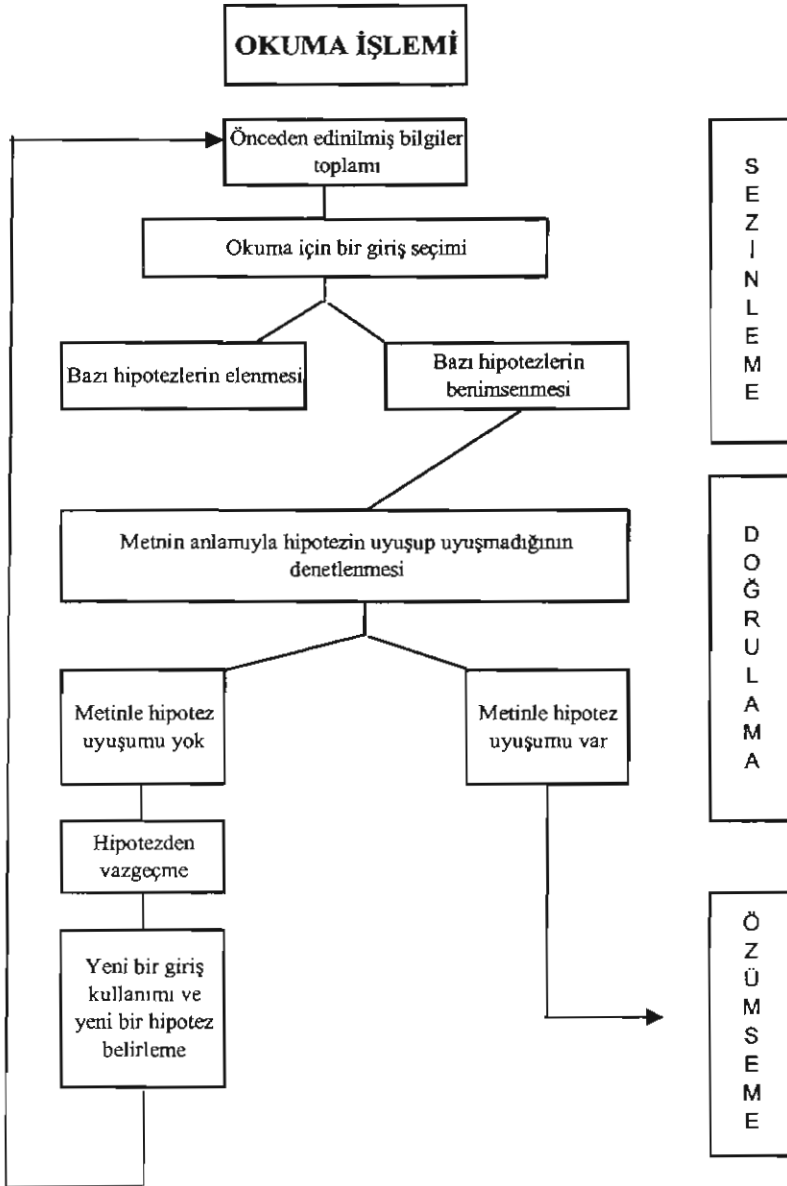 OKUMA İŞLEMİ
Önceden edinilmiş bilgiler
toplamı
Okuma için bir giriş seçimi
Bazı hipotezlerin elenmesi
Bazı hipotezlerin
benimsenmesi
SEZİNLEME
Metnin anlamıyla hipotezin uyuşup uyuşmadığının
denetlenmesi
Metinle hipotez
uyuşumu yok
Metinle hipotez
uyuşumu var
DOĞRULAMA
Hipotezden
vazgeçme
Yeni bir giriş
kullanımı ve
yeni bir hipotez
belirleme
ÖZÜMSEME